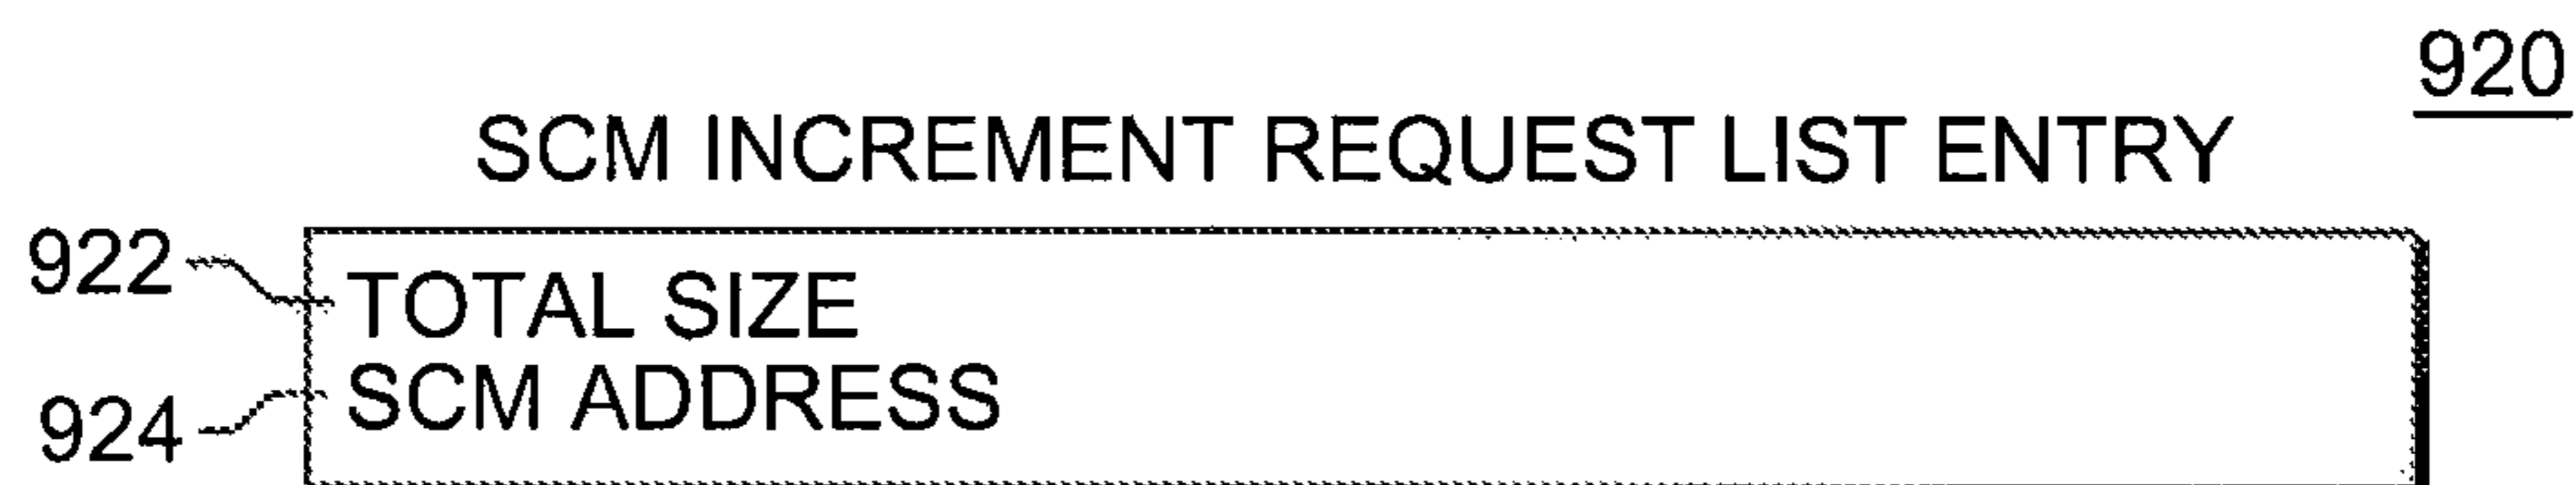 920
SCM INCREMENT REQUEST LIST ENTRY
922 TOTAL SIZE
924 SCM ADDRESS